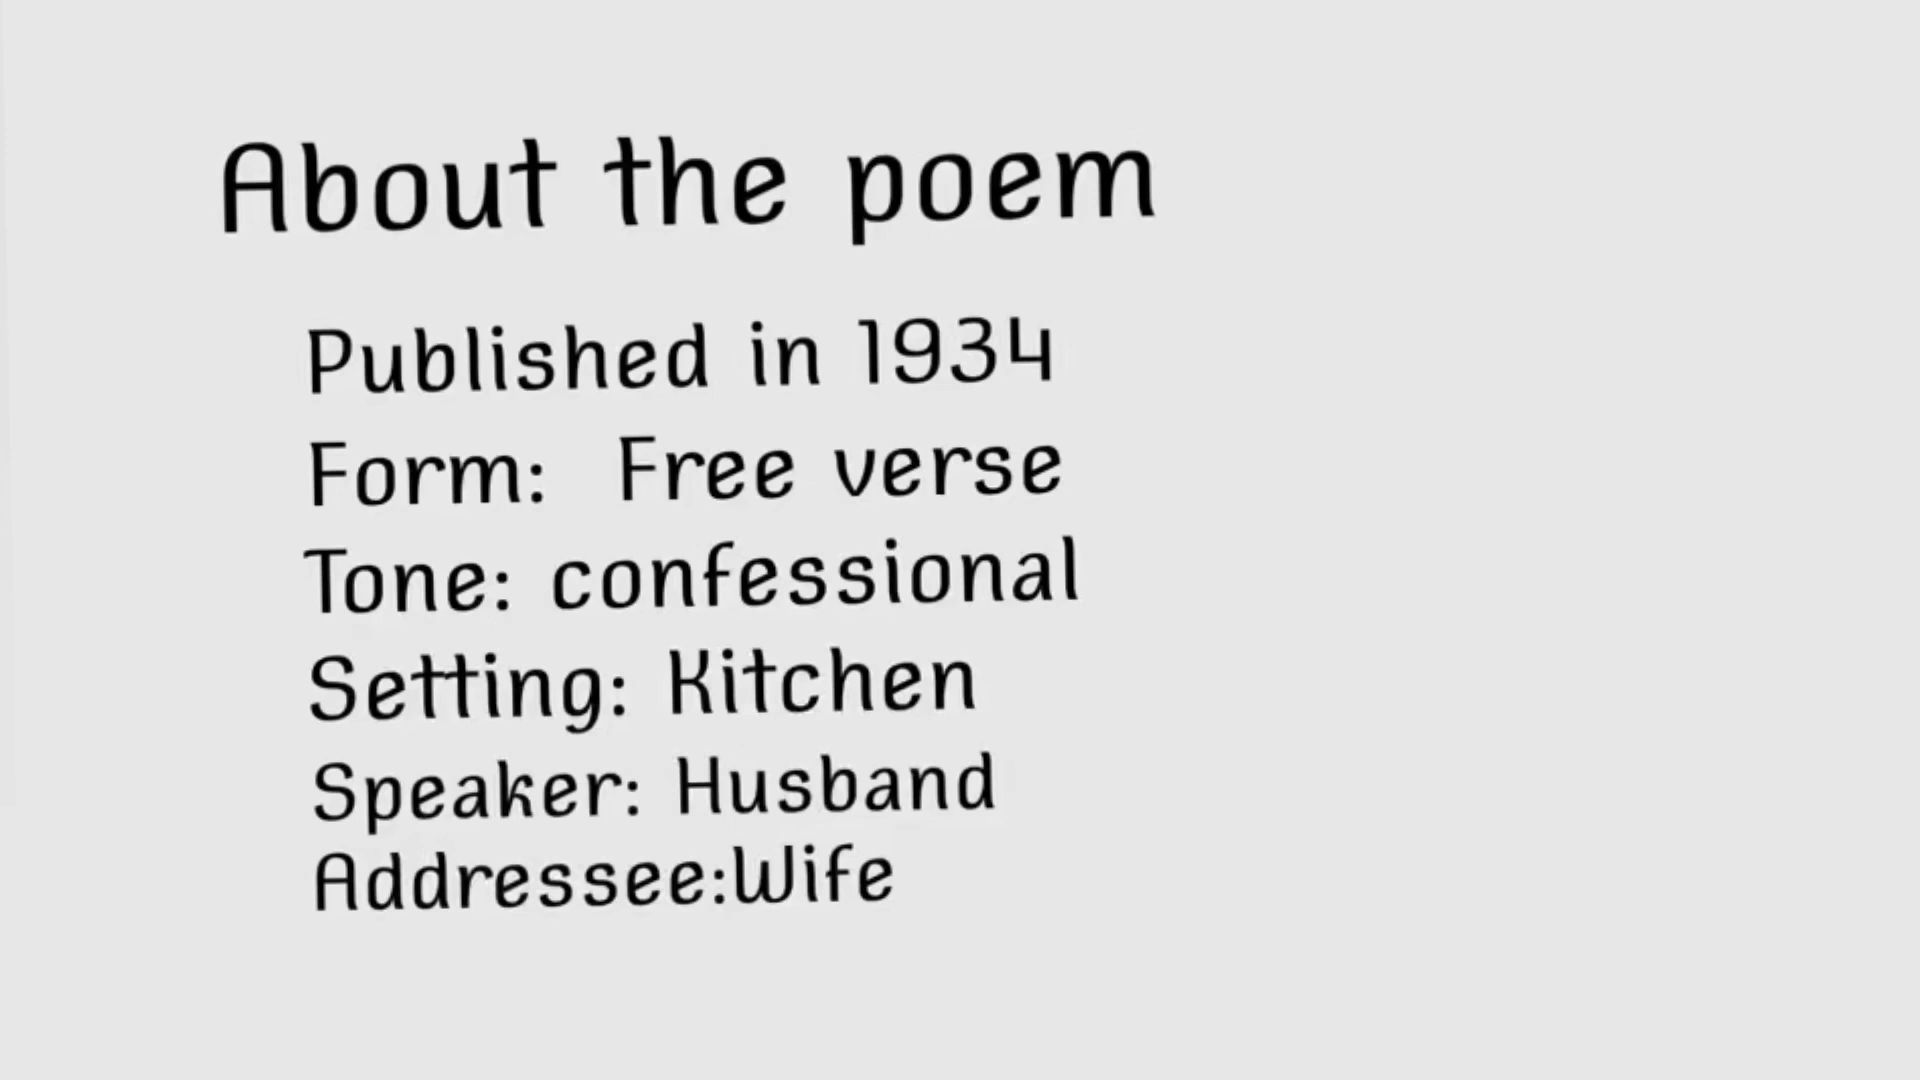 About the poem
Published in 1934
Form: Free verse
Tone: confessional
Setting: Kitchen
Speaker: Husband
Addressee:Wife